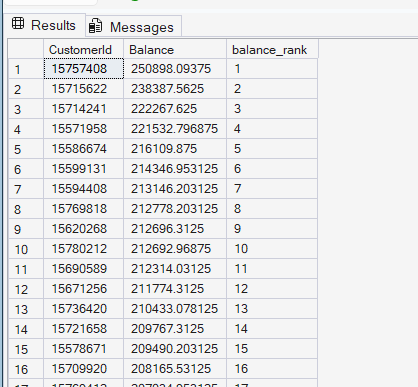 Results Messages
CustomerId Balance balance_rank
1 15757408 250898.09375 1
2 15715622 238387.5625 2
3 15714241 222267.625 3
4 15571958 221532.796875 4
5 15586674 216109.875 5
6 15599131 214346.953125 6
7 15594408 213146.203125 7
8 15769818 212778.203125 8
9 15620268 212696.3125 9
10 15780212 212692.96875 10
11 15690589 212314.03125 11
12 15671256 211774.3125 12
13 15736420 210433.078125 13
14 15721658 209767.3125 14
15 15578671 209490.203125 15
16 15709920 208165.53125 16